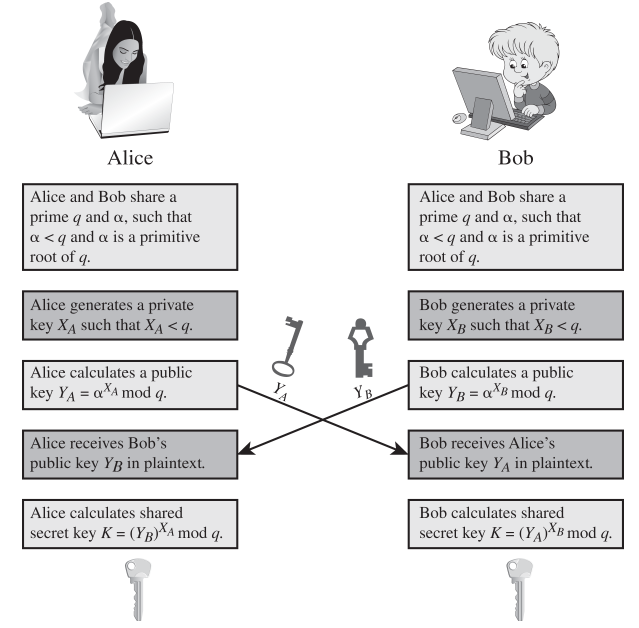 Alice
Alice and Bob share a
prime q and α, such that
α < q and α is a primitive
root of q.
Alice generates a private
key X_A such that X_A < q.
Alice calculates a public
key Y_A = α^{X_A} mod q.
Alice receives Bob's
public key Y_B in plaintext.
Alice calculates shared
secret key K = (Y_B)^{X_A} mod q.
Y_A
Y_B
Bob
Alice and Bob share a
prime q and α, such that
α < q and α is a primitive
root of q.
Bob generates a private
key X_B such that X_B < q.
Bob calculates a public
key Y_B = α^{X_B} mod q.
Bob receives Alice's
public key Y_A in plaintext.
Bob calculates shared
secret key K = (Y_A)^{X_B} mod q.